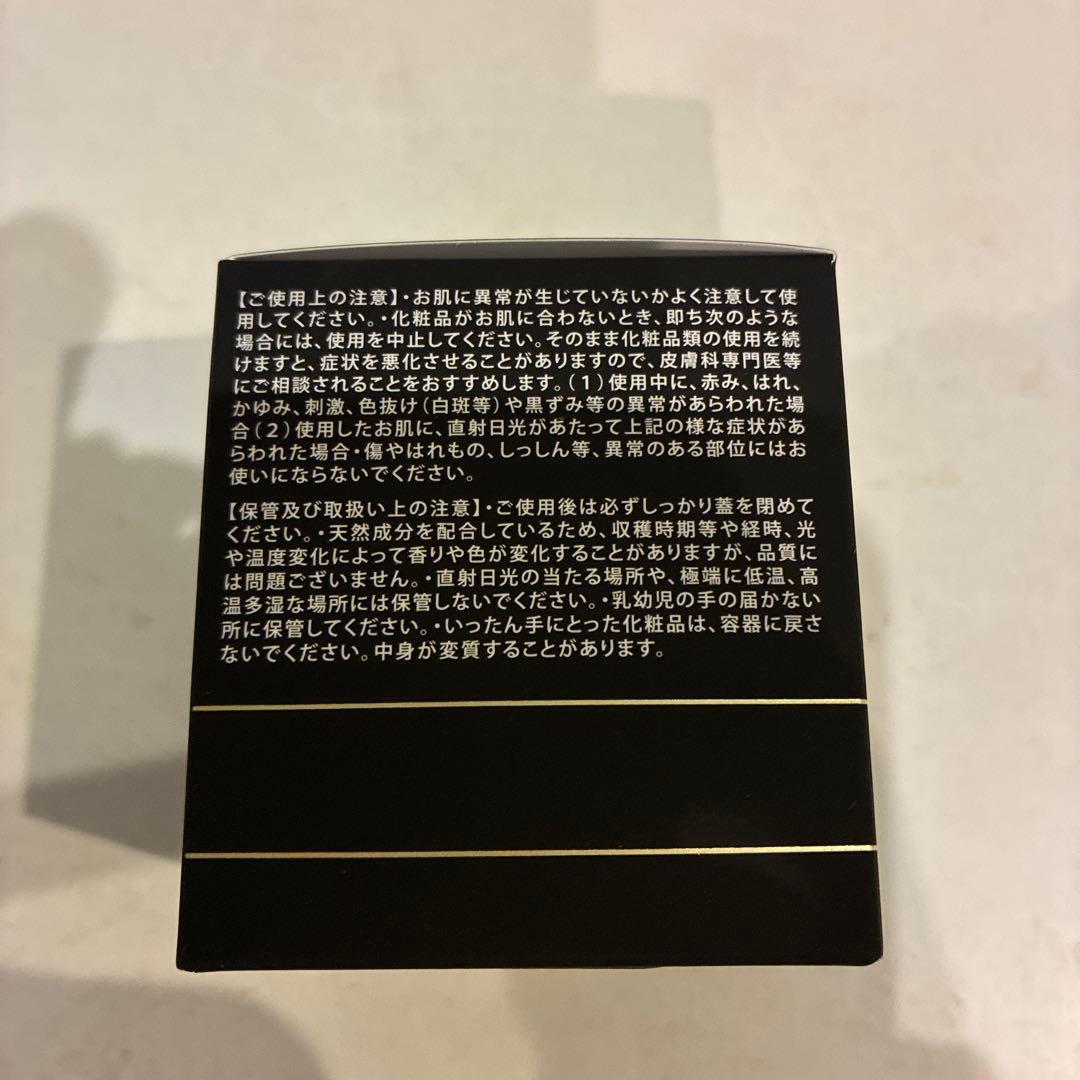 【ご使用上の注意】・お肌に異常が生じていないかよく注意して使
用してください。・化粧品がお肌に合わないとき、即ち次のような
場合には、使用を中止してください。そのまま化粧品類の使用を続
けますと、症状を悪化させることがありますので、皮膚科専門医等
にご相談されることをおすすめします。（1）使用中に、赤み、はれ、
かゆみ、刺激、色抜け（白斑等）や黒ずみ等の異常があらわれた場
合（2）使用したお肌に、直射日光があたって上記の様な症状があ
らわれた場合・傷やはれもの、しっしん等、異常のある部位にはお
使いにならないでください。
【保管及び取扱い上の注意】・ご使用後は必ずしっかり蓋を閉めて
ください。・天然成分を配合しているため、収穫時期等や経時、光
や温度変化によって香りや色が変化することがありますが、品質に
は問題ございません。・直射日光の当たる場所や、極端に低温、高
温多湿な場所には保管しないでください。・乳幼児の手の届かない
所に保管してください。・いったん手にとった化粧品は、容器に戻さ
ないでください。中身が変質することがあります。